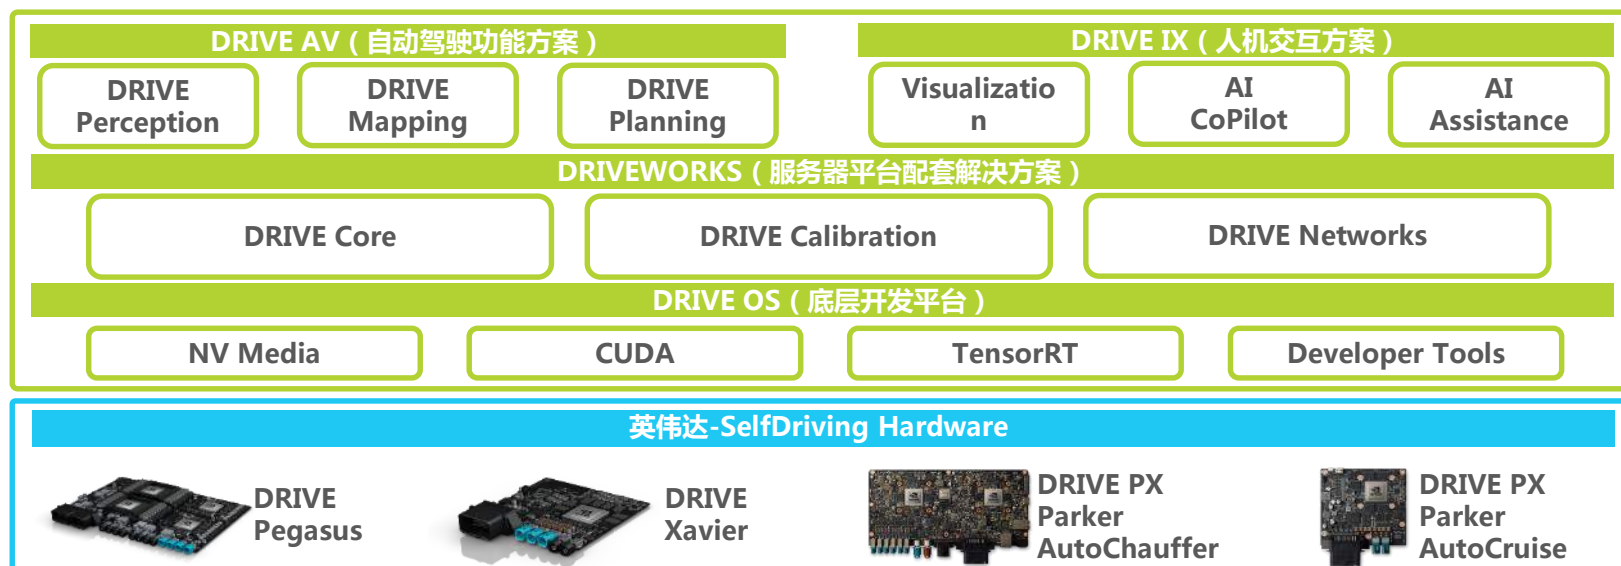 DRIVE AV（自动驾驶功能方案）
DRIVE IX（人机交互方案）
DRIVE
Perception
DRIVE
Mapping
DRIVE
Planning
Visualizatio
n
AI
CoPilot
AI
Assistance
DRIVEWORKS（服务器平台配套解决方案）
DRIVE Core
DRIVE Calibration
DRIVE Networks
DRIVE OS（底层开发平台）
NV Media
CUDA
TensorRT
Developer Tools
英伟达-SelfDriving Hardware
DRIVE
Pegasus
DRIVE
Xavier
DRIVE PX
Parker
AutoChauffer
DRIVE PX
Parker
AutoCruise